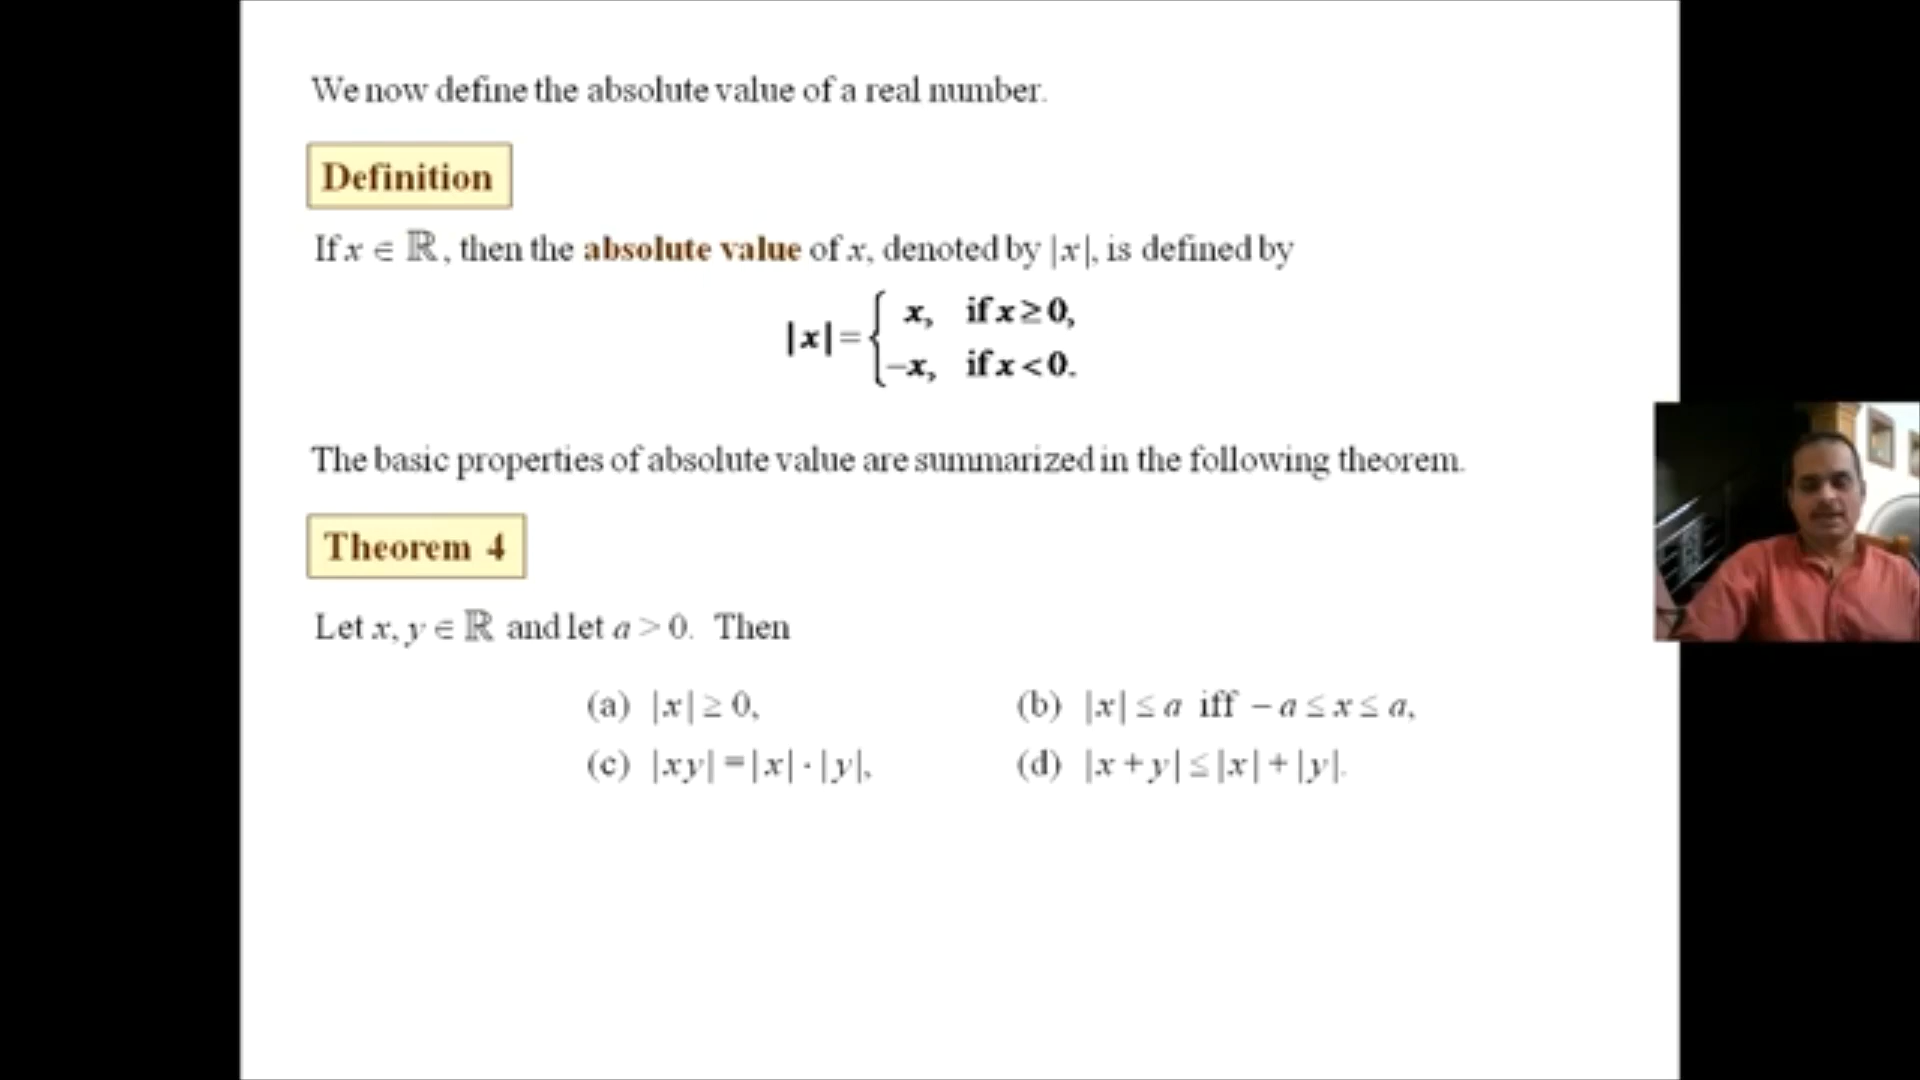 We now define the absolute value of a real number.
Definition
If x ∈ ℝ, then the absolute value of x, denoted by |x|, is defined by
|x| = { x, if x ≥ 0,
−x, if x < 0.
The basic properties of absolute value are summarized in the following theorem.
Theorem 4
Let x, y ∈ ℝ and let a > 0. Then
(a) |x| ≥ 0, (b) |x| ≤ a iff − a ≤ x ≤ a,
(c) |xy| = |x| · |y|, (d) |x + y| ≤ |x| + |y|.